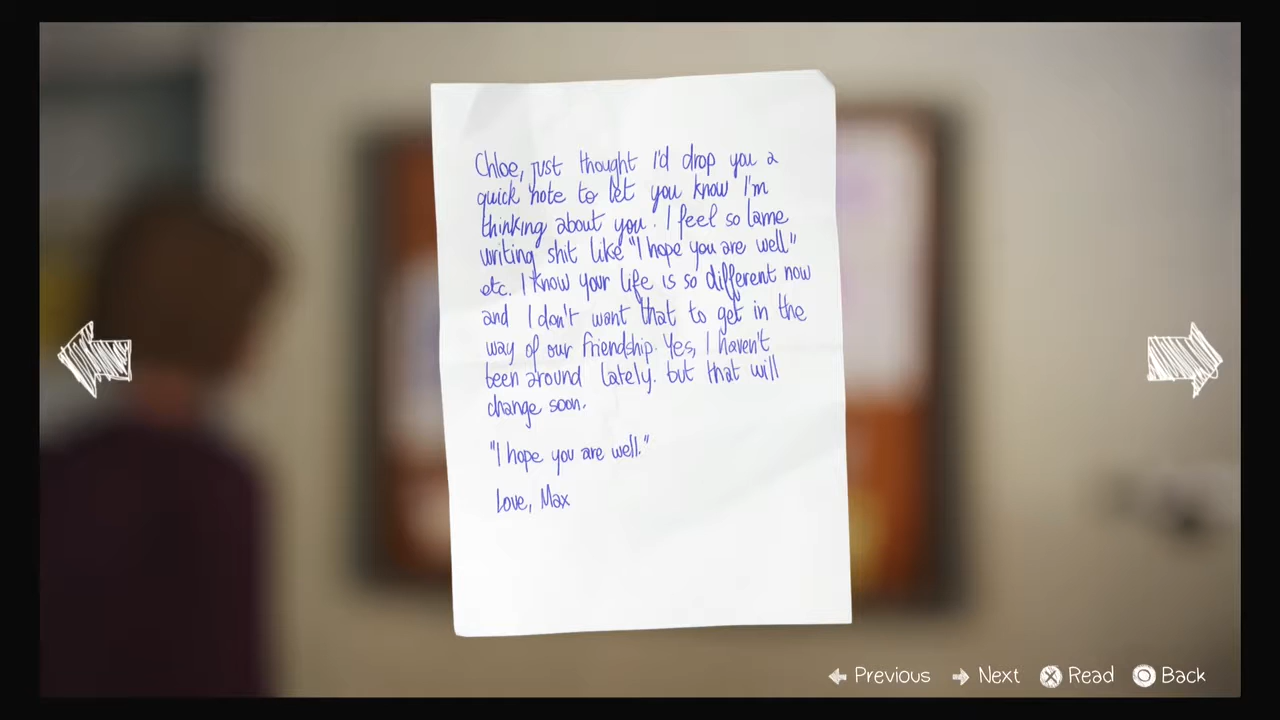 Chloe, just thought I'd drop you a
quick note to let you know I'm
thinking about you. I feel so lame
writing shit like "I hope you are well"
etc. I know your life is so different now
and I don't want that to get in the
way of our friendship. Yes, I haven't
been around lately. but that will
change soon.
"I hope you are well."
Love, Max
Previous Next Read Back